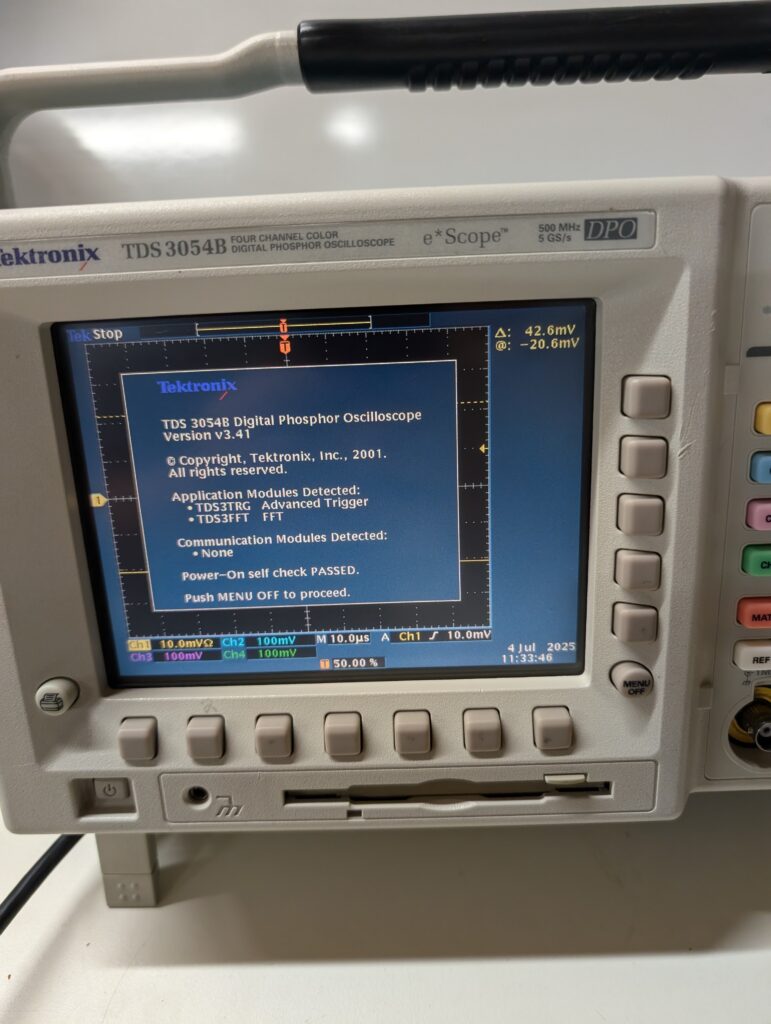 Tektronix
TDS 3054B FOUR CHANNEL COLOR
DIGITAL PHOSPHOR OSCILLOSCOPE
e*Scope™
500 MHz
5 GS/s
DPO
Tek Stop
T
T
Δ: 42.6mV
@: -20.6mV
Tektronix
TDS 3054B Digital Phosphor Oscilloscope
Version v3.41
© Copyright, Tektronix, Inc., 2001.
All rights reserved.
Application Modules Detected:
• TDS3TRG Advanced Trigger
• TDS3FFT FFT
1
Communication Modules Detected:
• None
Power-On self check PASSED.
Push MENU OFF to proceed.
Ch1 10.0mVΩ Ch2 100mV M 10.0µs A Ch1 ƒ 10.0mV
Ch3 100mV Ch4 100mV
T 50.00 %
4 Jul 2025
11:33:46
MENU
OFF
CH
MAT
REF